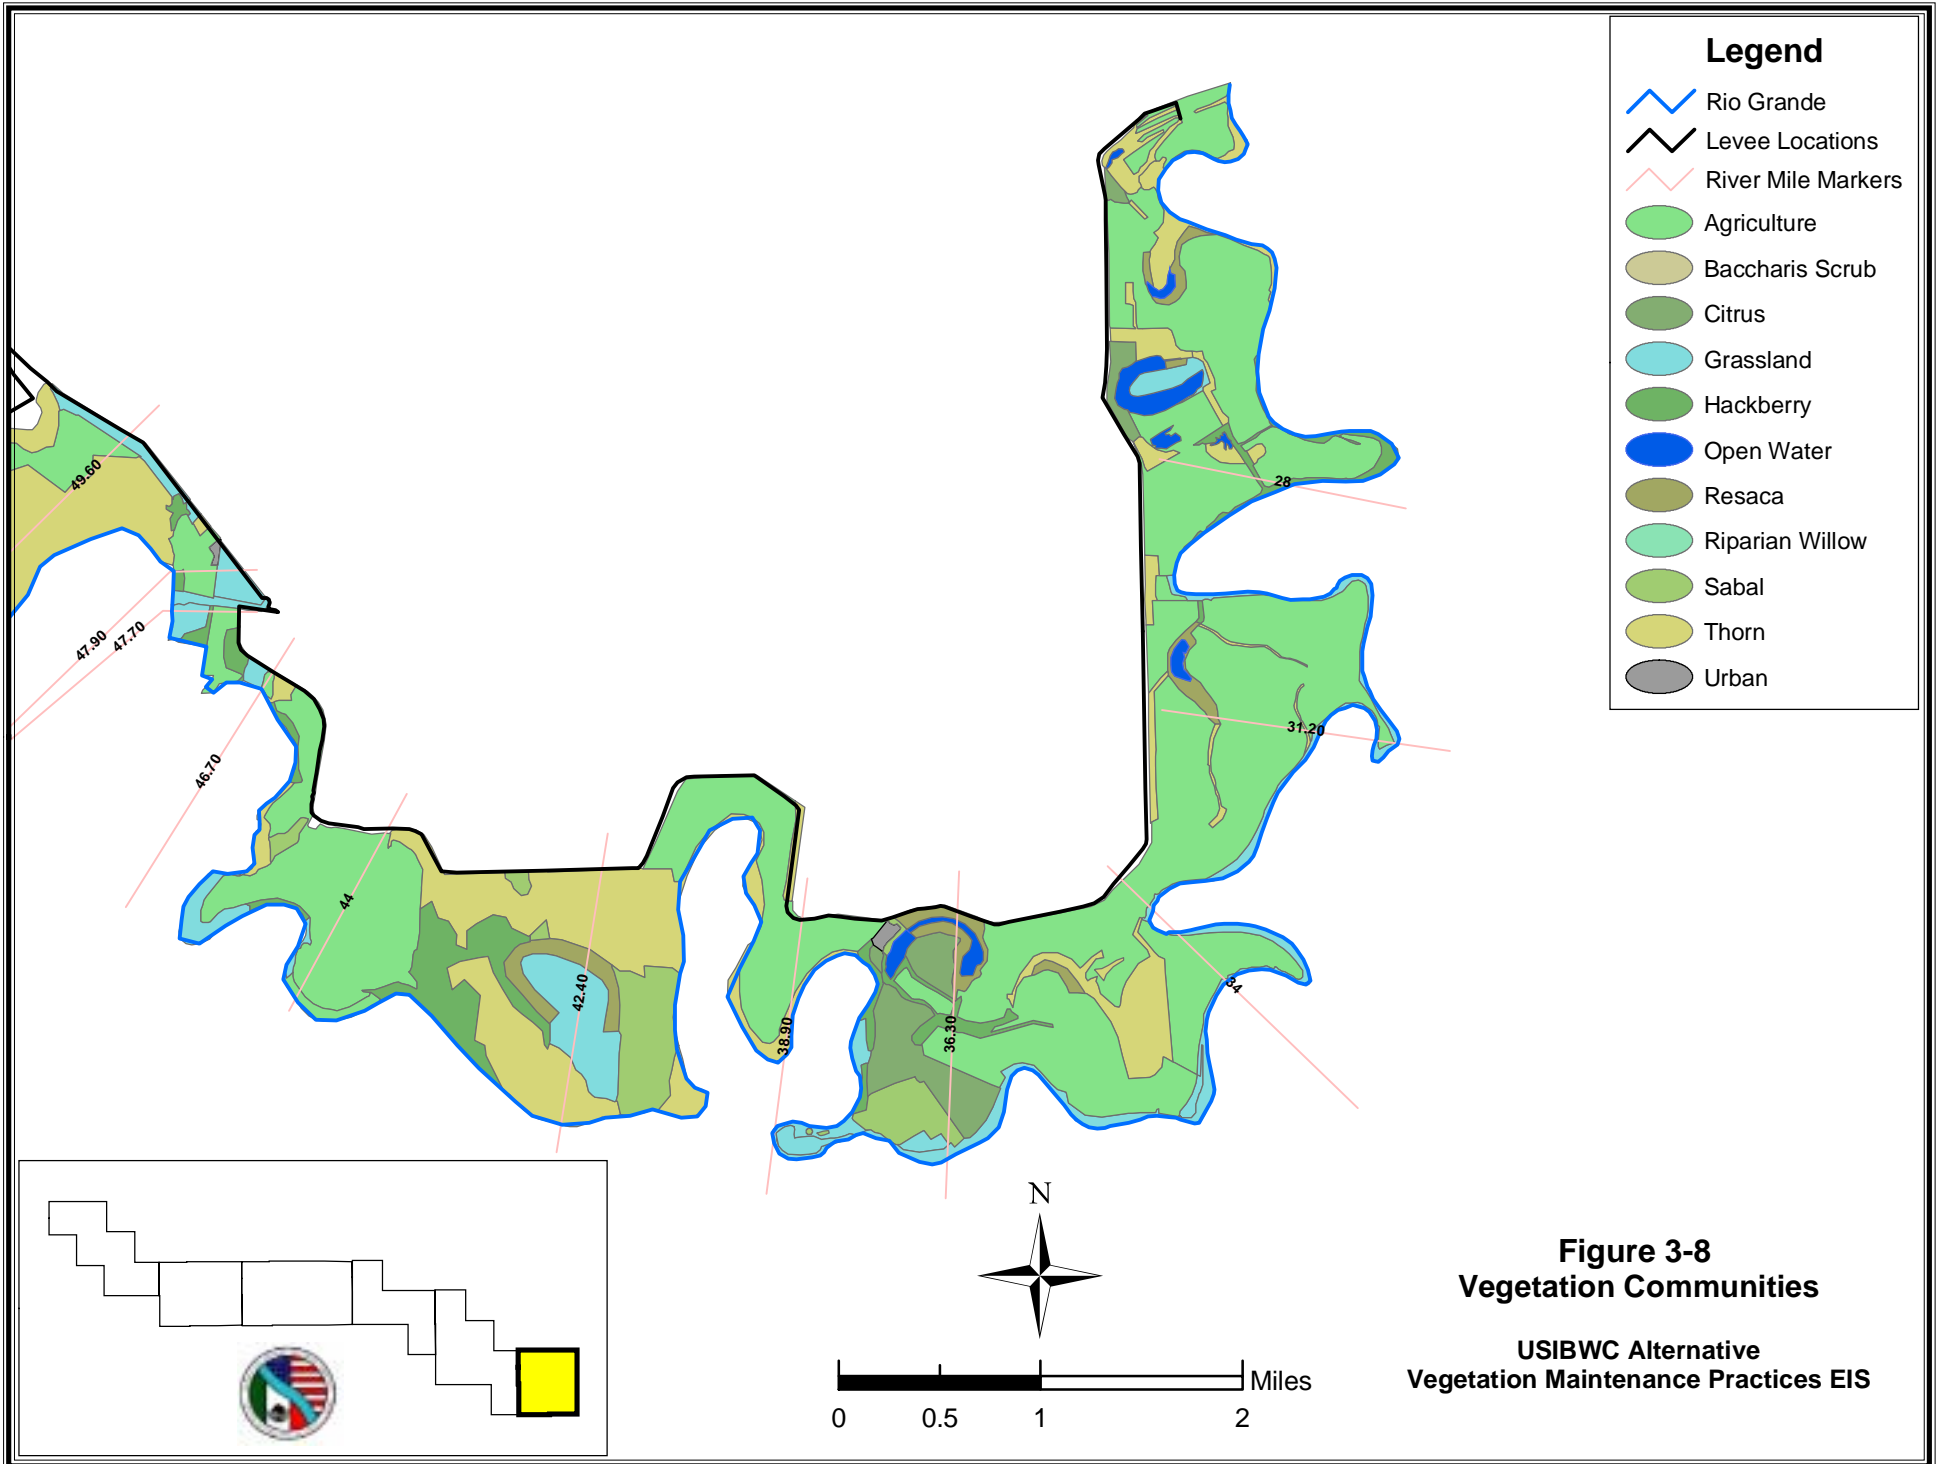 Legend
Rio Grande
Levee Locations
River Mile Markers
Agriculture
Baccharis Scrub
Citrus
Grassland
Hackberry
Open Water
Resaca
Riparian Willow
Sabal
Thorn
Urban
49.60
47.90
47.70
46.70
44
42.40
38.90
36.30
34
31.20
28
N
Miles
0
0.5
1
2
Figure 3-8
Vegetation Communities
USIBWC Alternative
Vegetation Maintenance Practices EIS